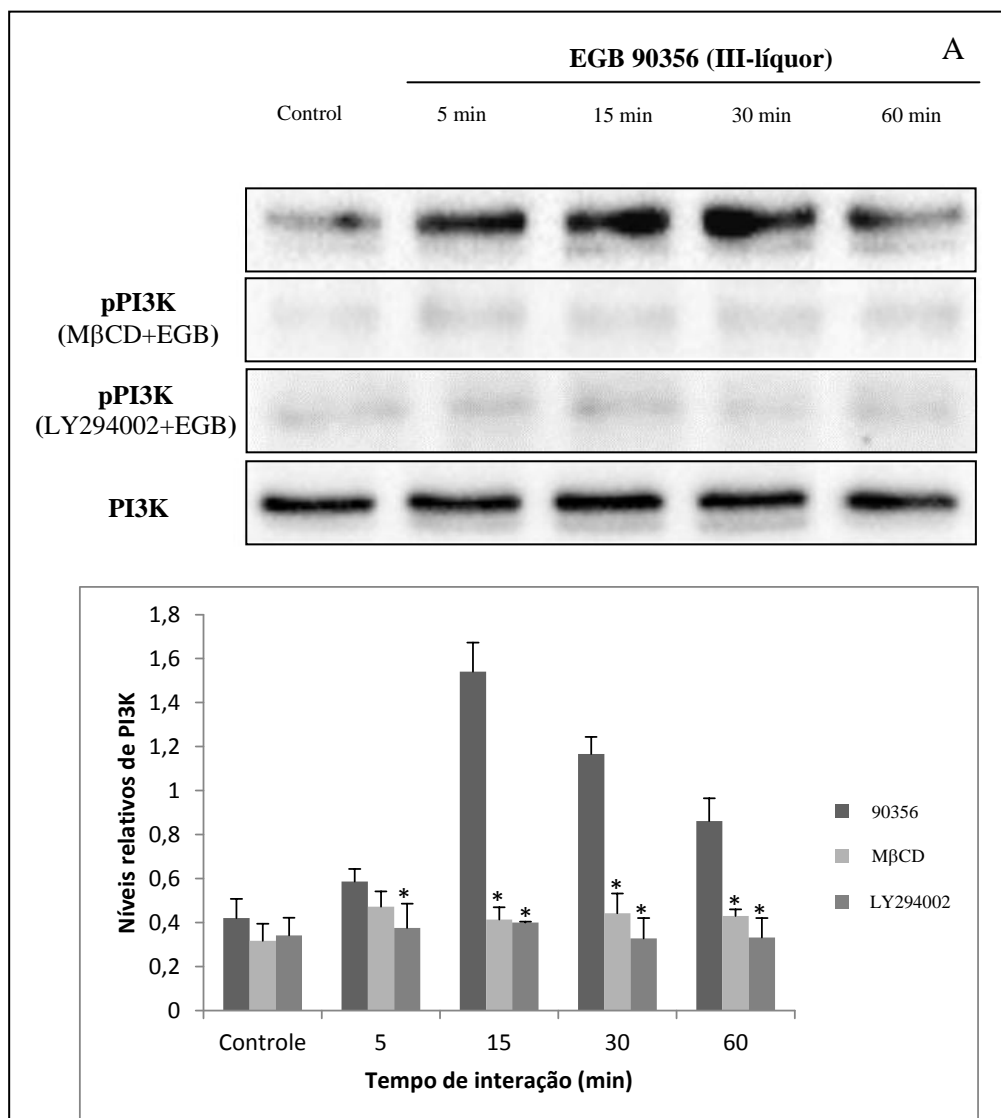 A
EGB 90356 (III-líquor)
Control 5 min 15 min 30 min 60 min
pPI3K
(MβCD+EGB)
pPI3K
(LY294002+EGB)
PI3K
Níveis relativos de PI3K
1,8
1,6
1,4
1,2
1
0,8
0,6
0,4
0,2
0
*
* *
* *
* *
90356
MβCD
LY294002
Controle 5 15 30 60
Tempo de interação (min)